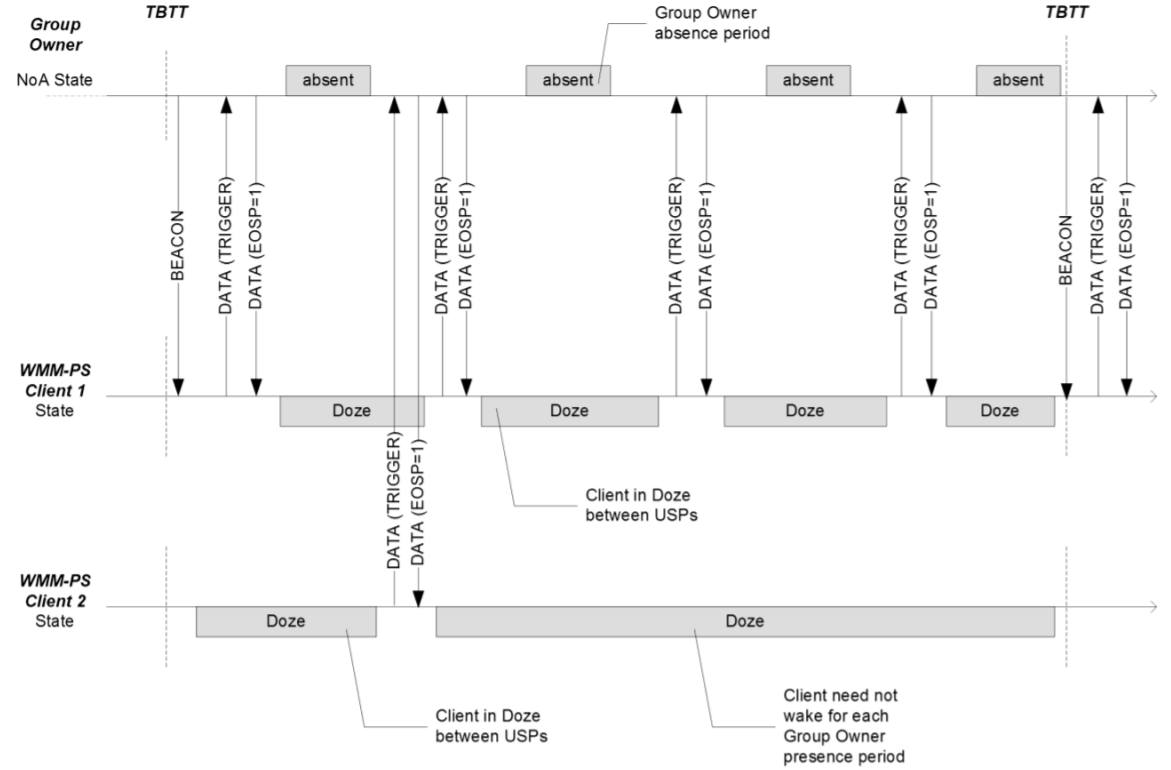 TBTT
TBTT
Group Owner
absence period
Group
Owner
NoA State
absent
absent
absent
absent
BEACON
DATA (TRIGGER)
DATA (EOSP=1)
DATA (TRIGGER)
DATA (EOSP=1)
DATA (TRIGGER)
DATA (EOSP=1)
DATA (TRIGGER)
DATA (EOSP=1)
BEACON
DATA (TRIGGER)
DATA (EOSP=1)
WMM-PS
Client 1
State
Doze
Doze
Doze
Doze
DATA (TRIGGER)
DATA (EOSP=1)
Client in Doze
between USPs
WMM-PS
Client 2
State
Doze
Doze
Client in Doze
between USPs
Client need not
wake for each
Group Owner
presence period